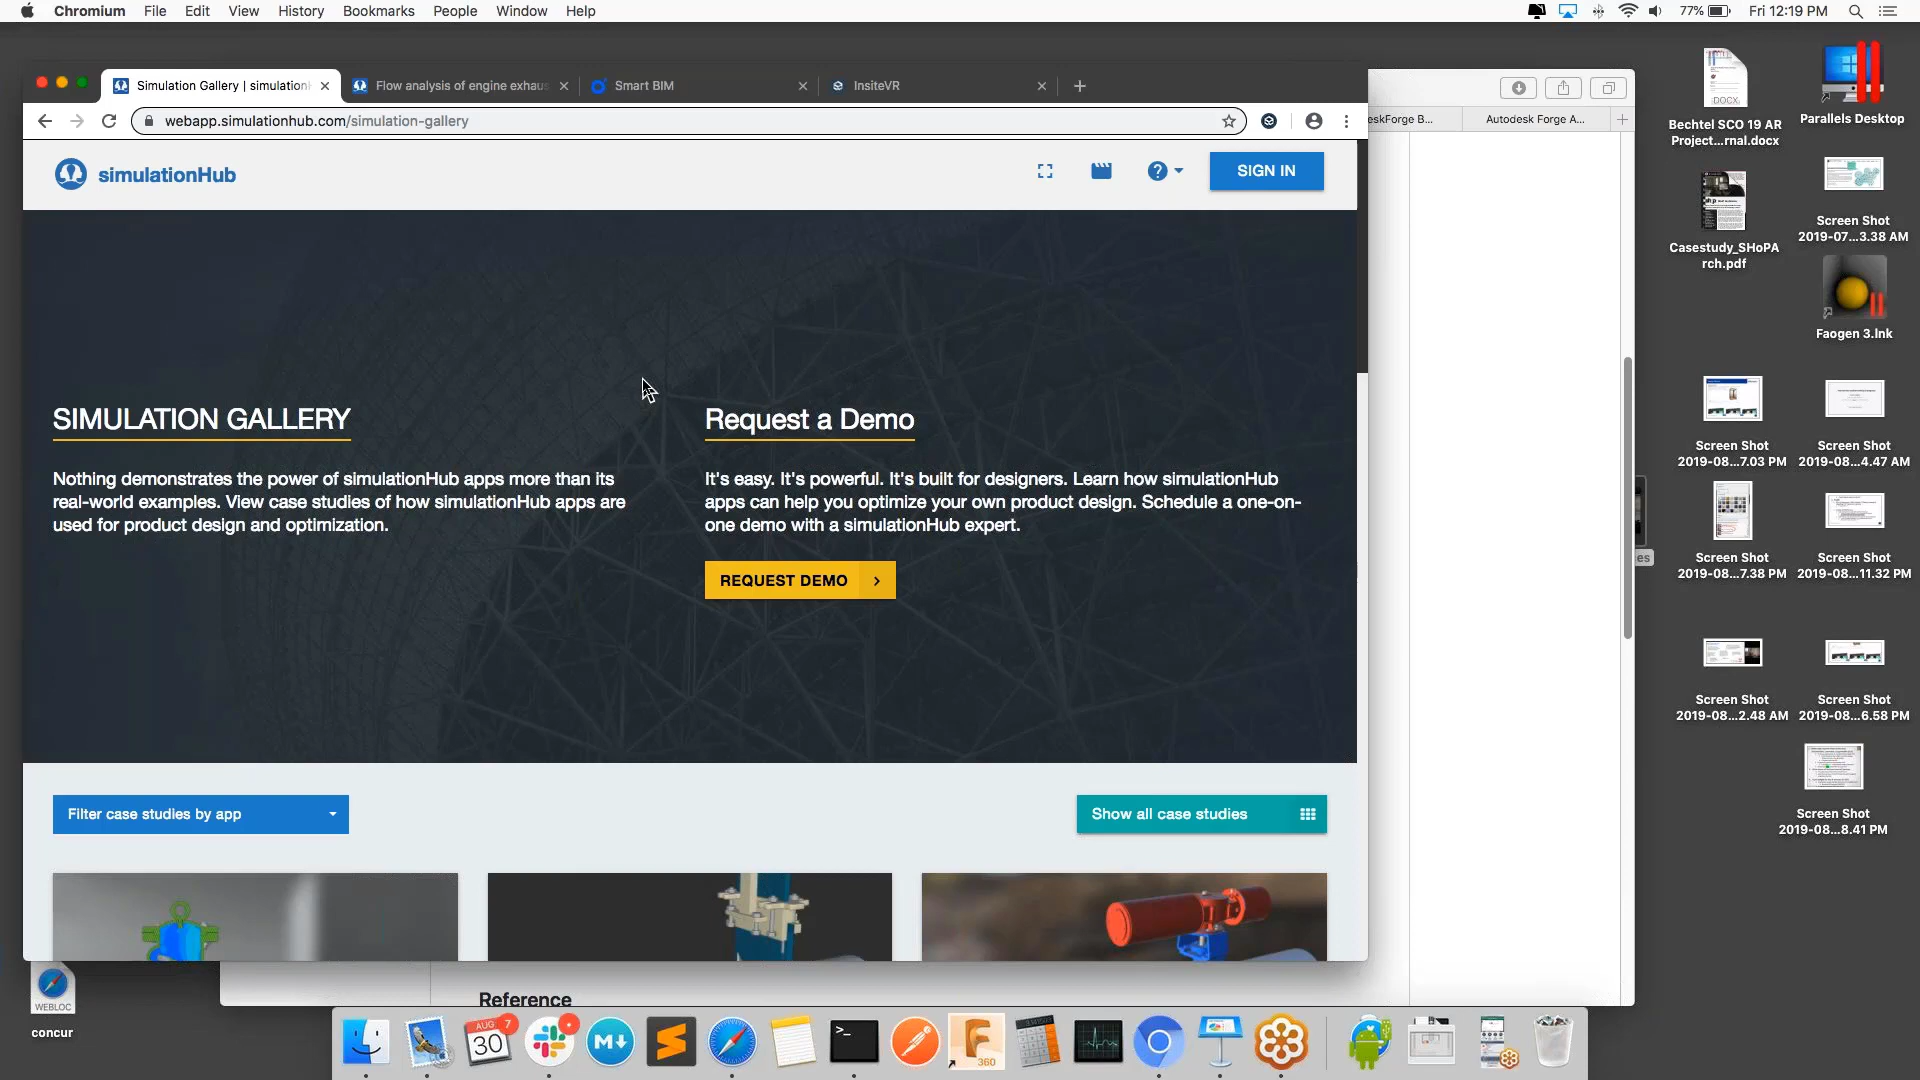 Chromium File Edit View History Bookmarks People Window Help
77% Fri 12:19 PM
Simulation Gallery | simulation
Flow analysis of engine exhaus
Smart BIM
InsiteVR
webapp.simulationhub.com/simulation-gallery
eskForge B...
Autodesk Forge A...
simulationHub
SIGN IN
SIMULATION GALLERY
Nothing demonstrates the power of simulationHub apps more than its
real-world examples. View case studies of how simulationHub apps are
used for product design and optimization.
Request a Demo
It's easy. It's powerful. It's built for designers. Learn how simulationHub
apps can help you optimize your own product design. Schedule a one-on-
one demo with a simulationHub expert.
REQUEST DEMO
Filter case studies by app
Show all case studies
Reference
es
DOCX
Bechtel SCO 19 AR
Project...rnal.docx
Parallels Desktop
Casestudy_SHoPA
rch.pdf
Screen Shot
2019-07...3.38 AM
Faogen 3.lnk
Screen Shot
2019-08...7.03 PM
Screen Shot
2019-08...4.47 AM
Screen Shot
2019-08...7.38 PM
Screen Shot
2019-08...11.32 PM
Screen Shot
2019-08...2.48 AM
Screen Shot
2019-08...6.58 PM
Screen Shot
2019-08...8.41 PM
WEBLOC
concur
AUG
30
7
360